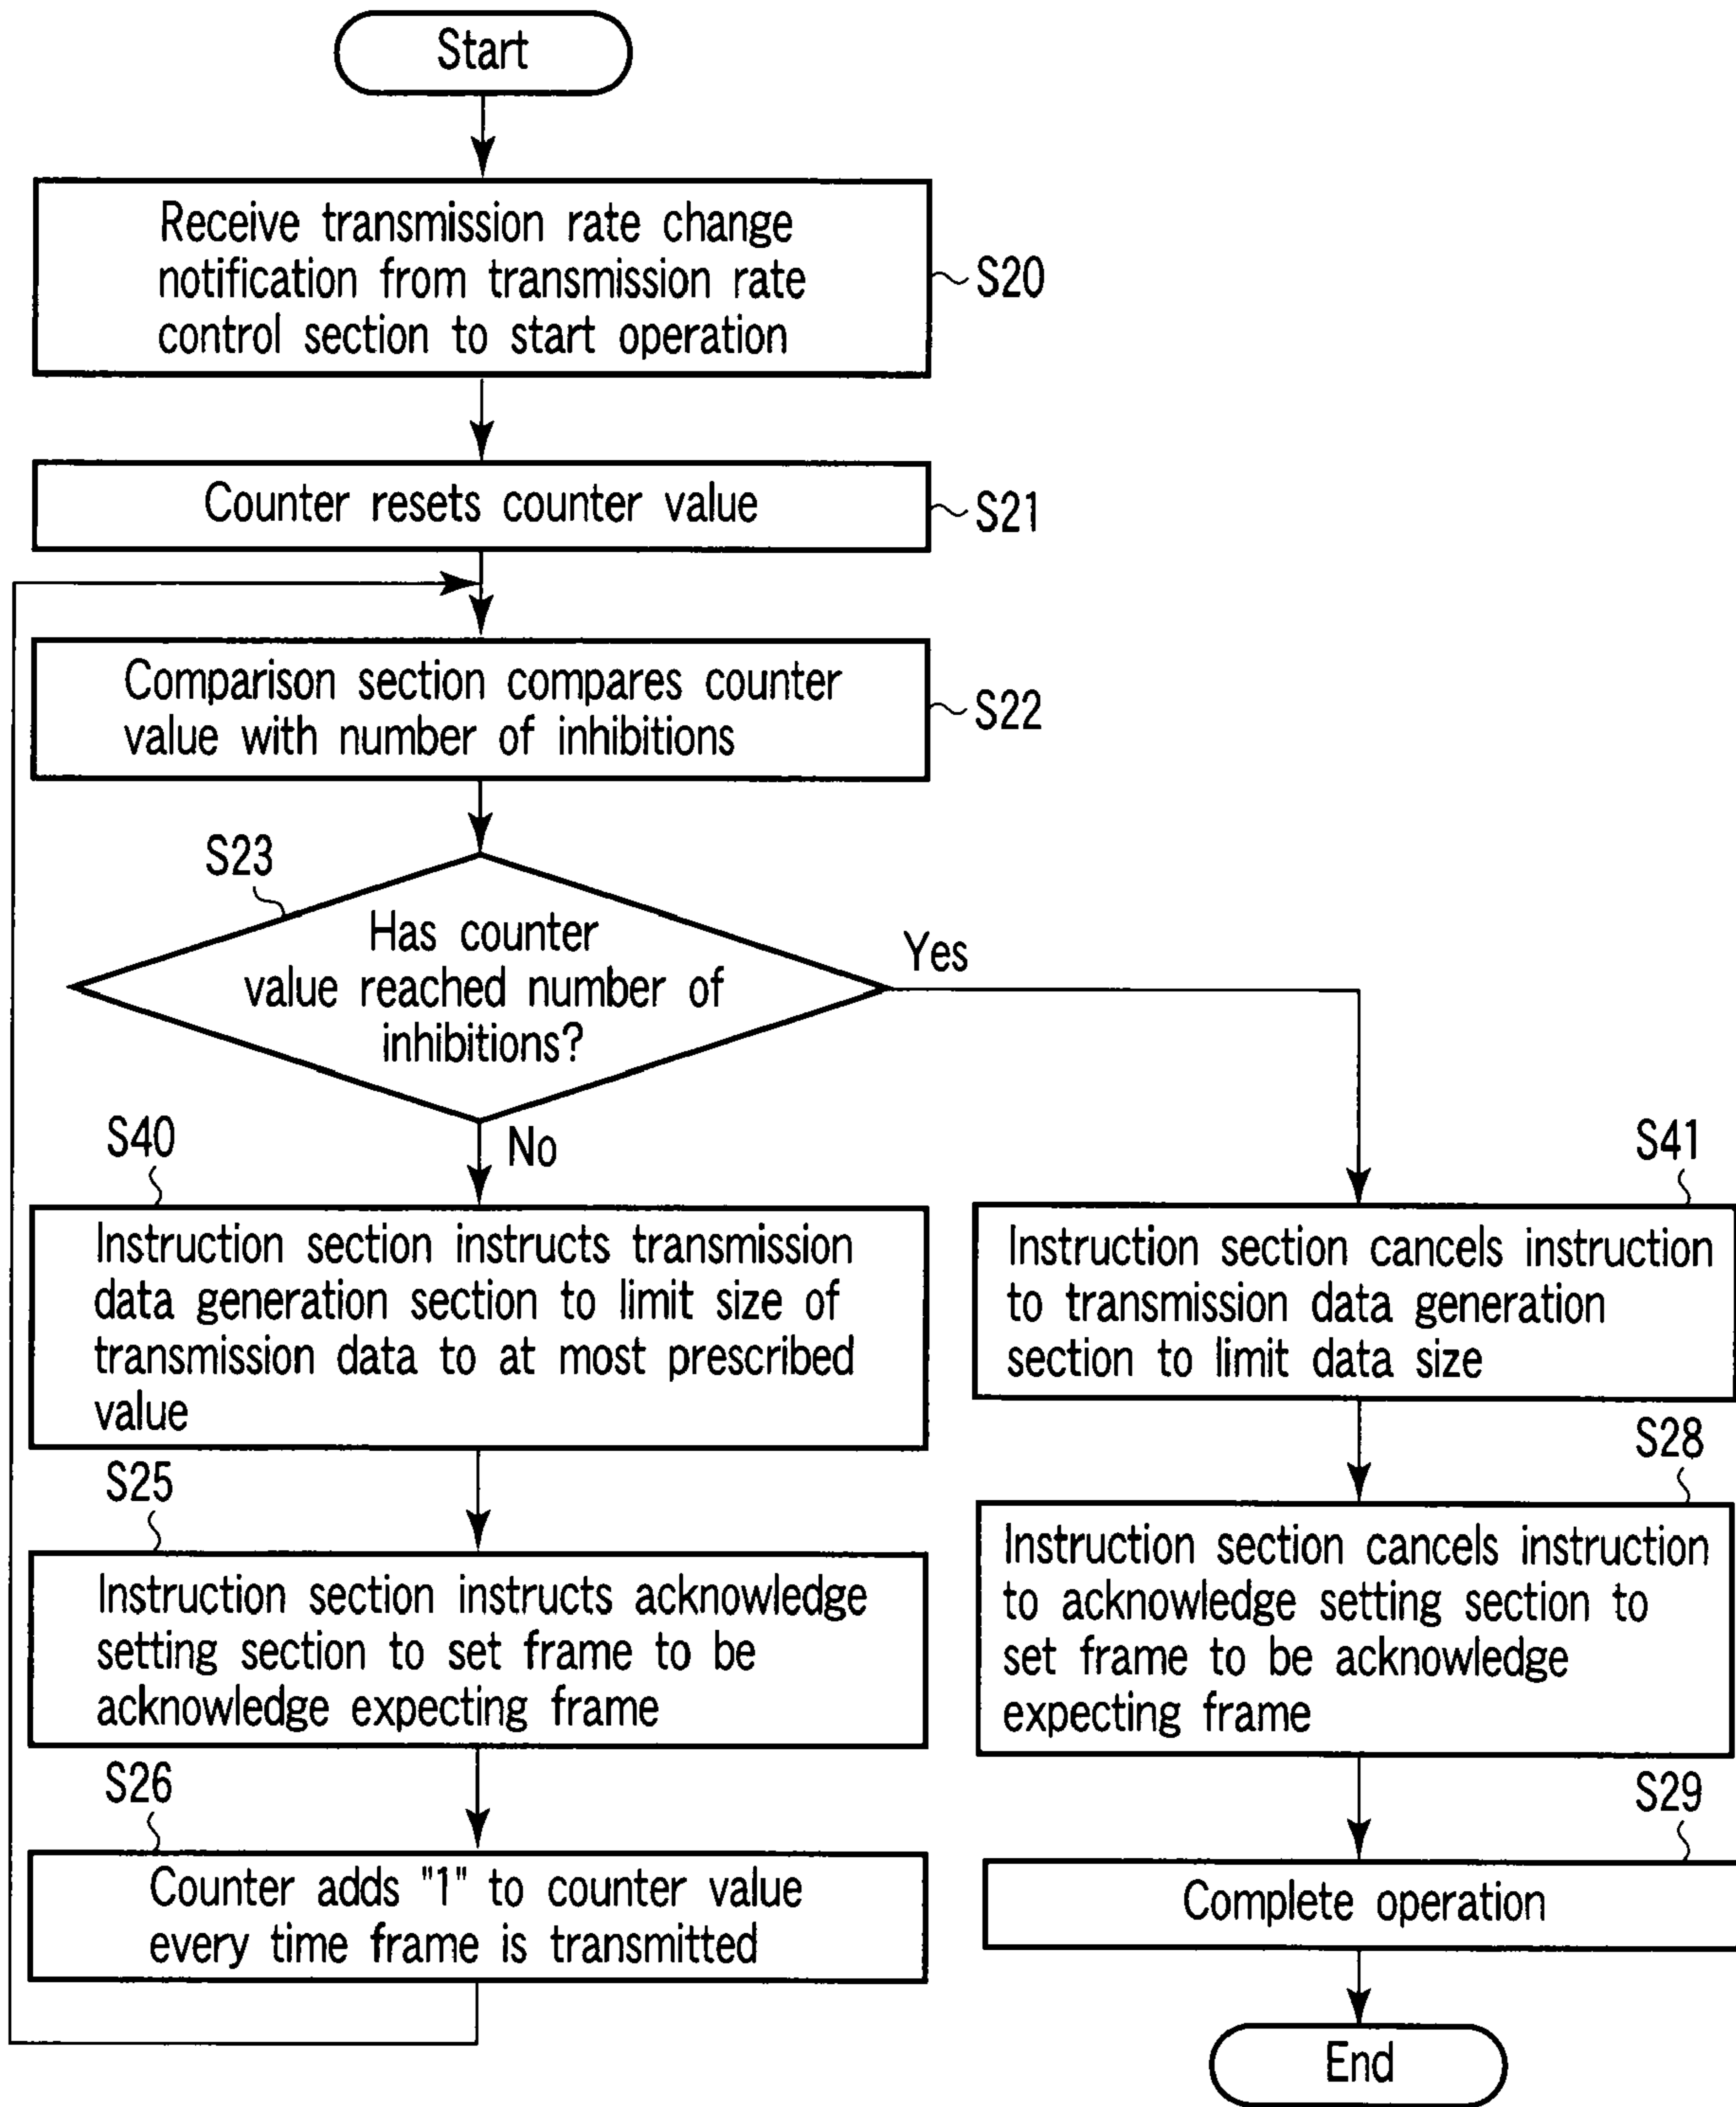 Start
Receive transmission rate change
notification from transmission rate
control section to start operation
S20
Counter resets counter value
S21
Comparison section compares counter
value with number of inhibitions
S22
S23
Has counter
value reached number of
inhibitions?
Yes
No
S40
Instruction section instructs transmission
data generation section to limit size of
transmission data to at most prescribed
value
S25
Instruction section instructs acknowledge
setting section to set frame to be
acknowledge expecting frame
S26
Counter adds "1" to counter value
every time frame is transmitted
S41
Instruction section cancels instruction
to transmission data generation
section to limit data size
S28
Instruction section cancels instruction
to acknowledge setting section to
set frame to be acknowledge
expecting frame
S29
Complete operation
End